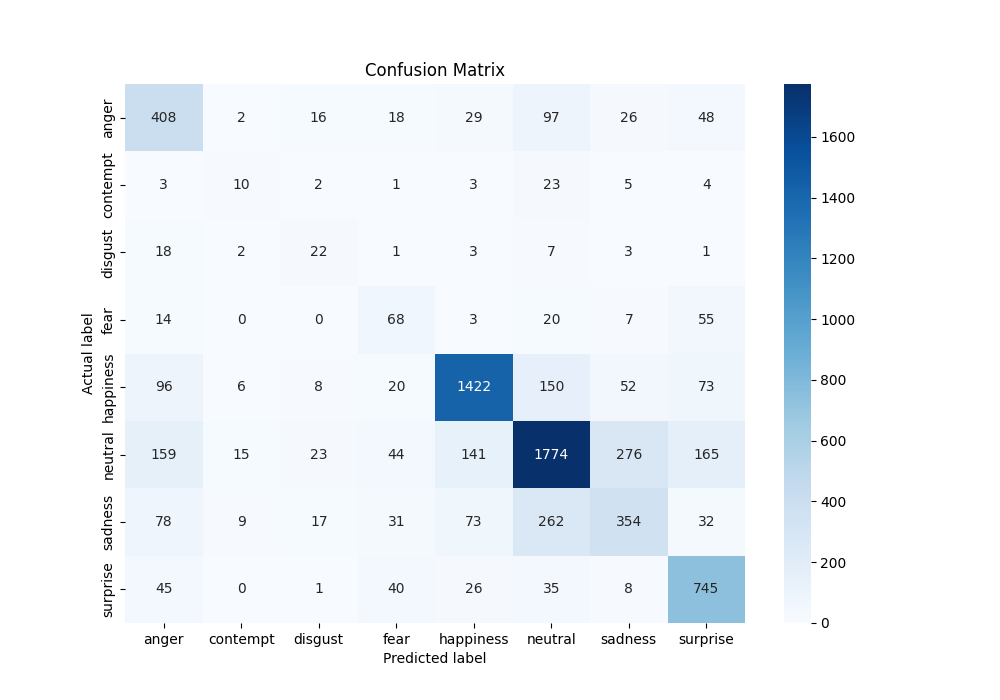 Confusion Matrix
anger 408 2 16 18 29 97 26 48
contempt 3 10 2 1 3 23 5 4
disgust 18 2 22 1 3 7 3 1
fear 14 0 0 68 3 20 7 55
happiness 96 6 8 20 1422 150 52 73
neutral 159 15 23 44 141 1774 276 165
sadness 78 9 17 31 73 262 354 32
surprise 45 0 1 40 26 35 8 745
anger contempt disgust fear happiness neutral sadness surprise
Predicted label
Actual label
1600
1400
1200
1000
800
600
400
200
0